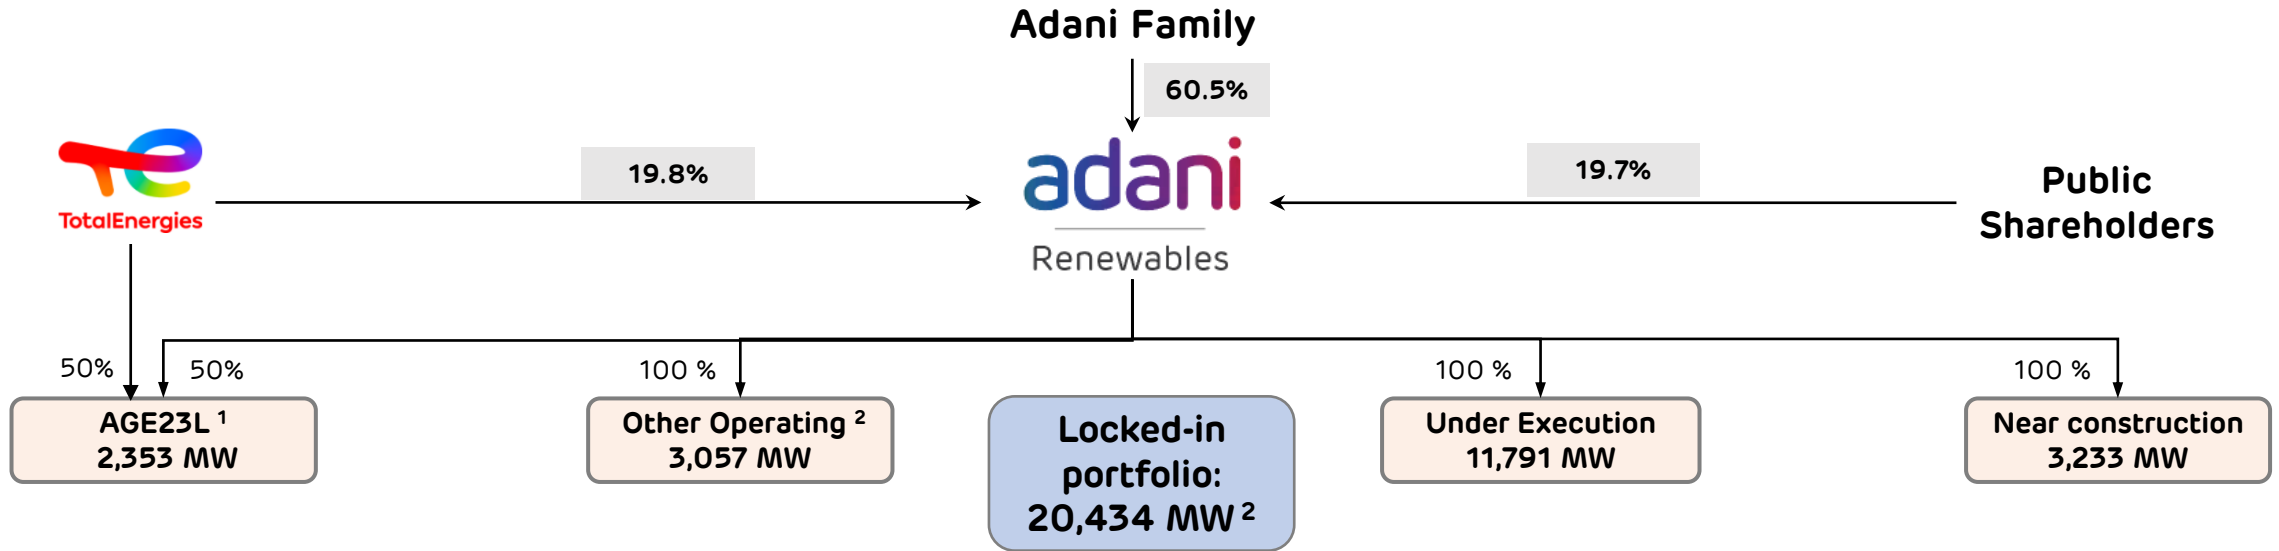 Adani Family
60.5%
TotalEnergies
19.8%
adani
Renewables
19.7%
Public
Shareholders
50%
50%
100 %
100 %
100 %
AGE23L ¹
2,353 MW
Other Operating ²
3,057 MW
Locked-in
portfolio:
20,434 MW ²
Under Execution
11,791 MW
Near construction
3,233 MW